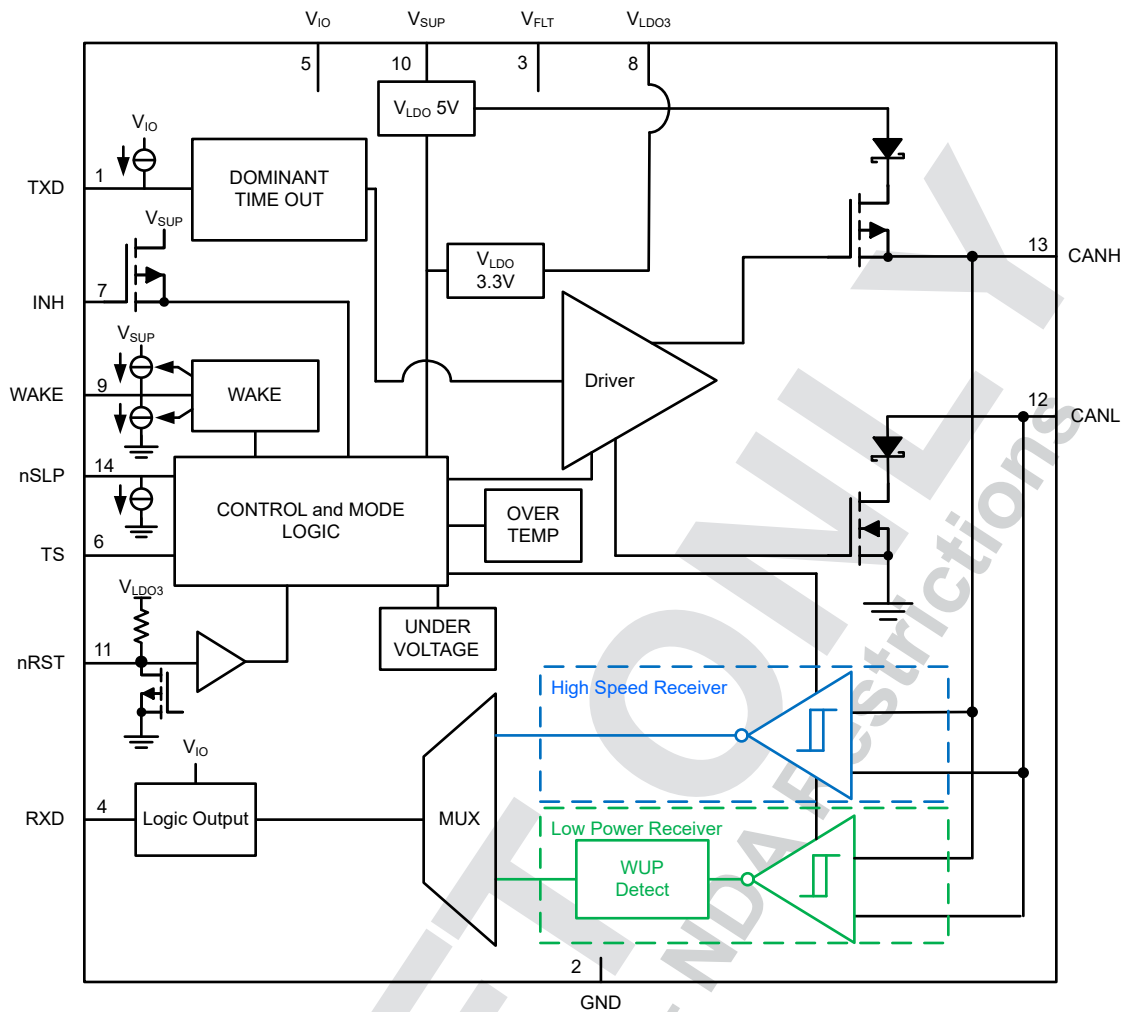 VIO VSUP VFLT VLDO3
5 10 3 8
VLDO 5V
VIO
TXD 1
DOMINANT
TIME OUT
VSUP
INH 7
VLDO
3.3V
13 CANH
VSUP
WAKE 9
WAKE
Driver
12 CANL
nSLP 14
CONTROL and MODE
LOGIC
OVER
TEMP
TS 6
VLDO3
UNDER
VOLTAGE
nRST 11
High Speed Receiver
VIO
RXD 4
Logic Output
MUX
Low Power Receiver
WUP
Detect
2
GND
T ONLY
NDA Restrictions